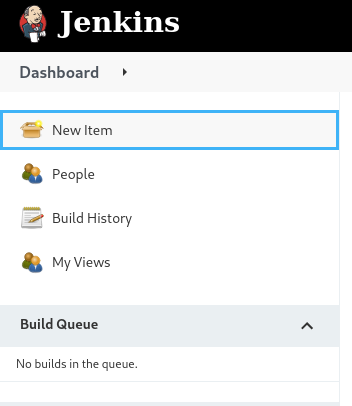 Jenkins
Dashboard
New Item
People
Build History
My Views
Build Queue
No builds in the queue.